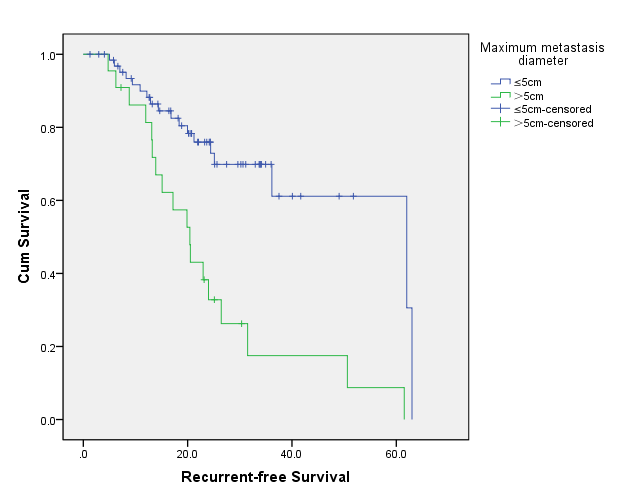 Maximum metastasis
diameter
≤5cm
>5cm
≤5cm-censored
>5cm-censored
1.0
0.8
0.6
0.4
0.2
0.0
Cum Survival
.0
20.0
40.0
60.0
Recurrent-free Survival